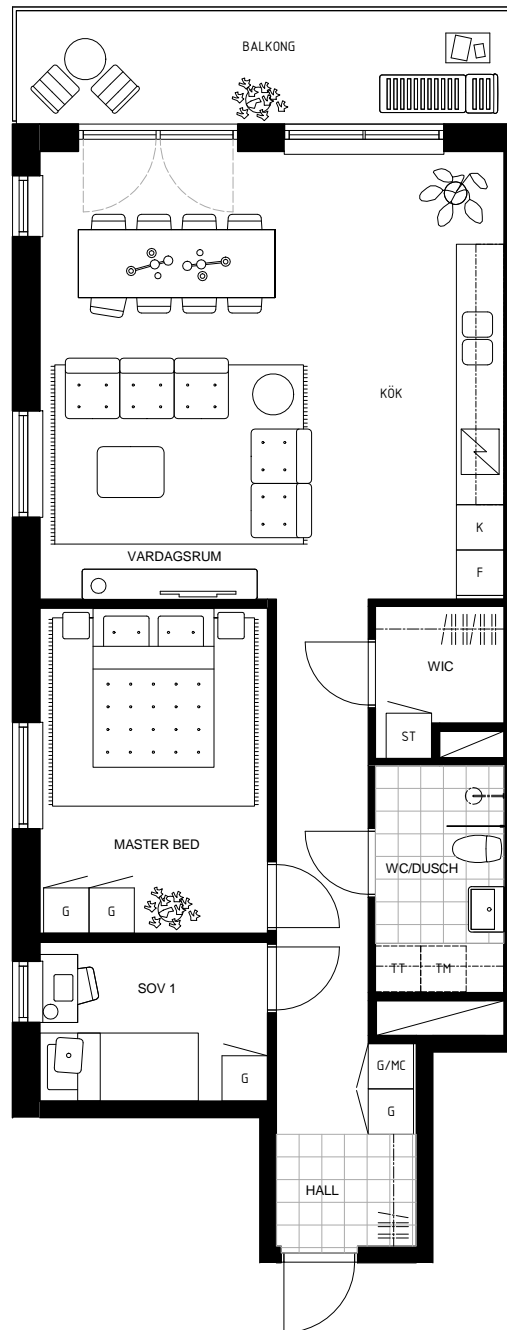 BALKONG
KÖK
K
VARDAGSRUM
F
WIC
ST
MASTER BED
WC/DUSCH
G
G
TT
TM
SOV 1
G/MC
G
G
HALL